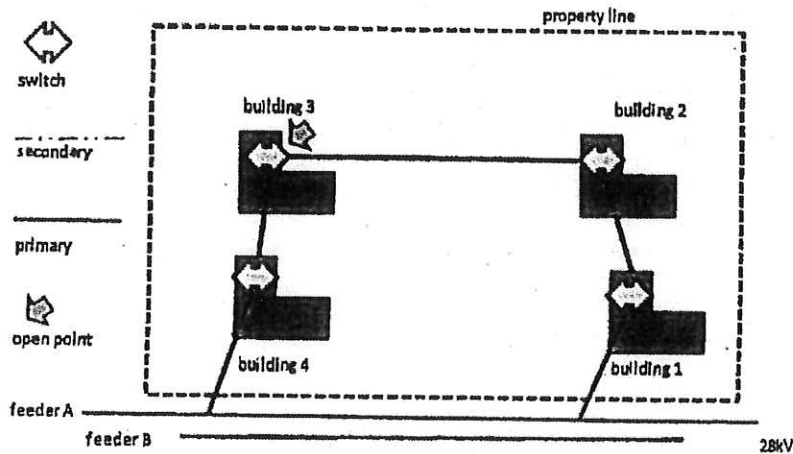 property line
switch
building 3
building 2
secondary
primary
open point
building 4
building 1
feeder A
feeder B
28kV